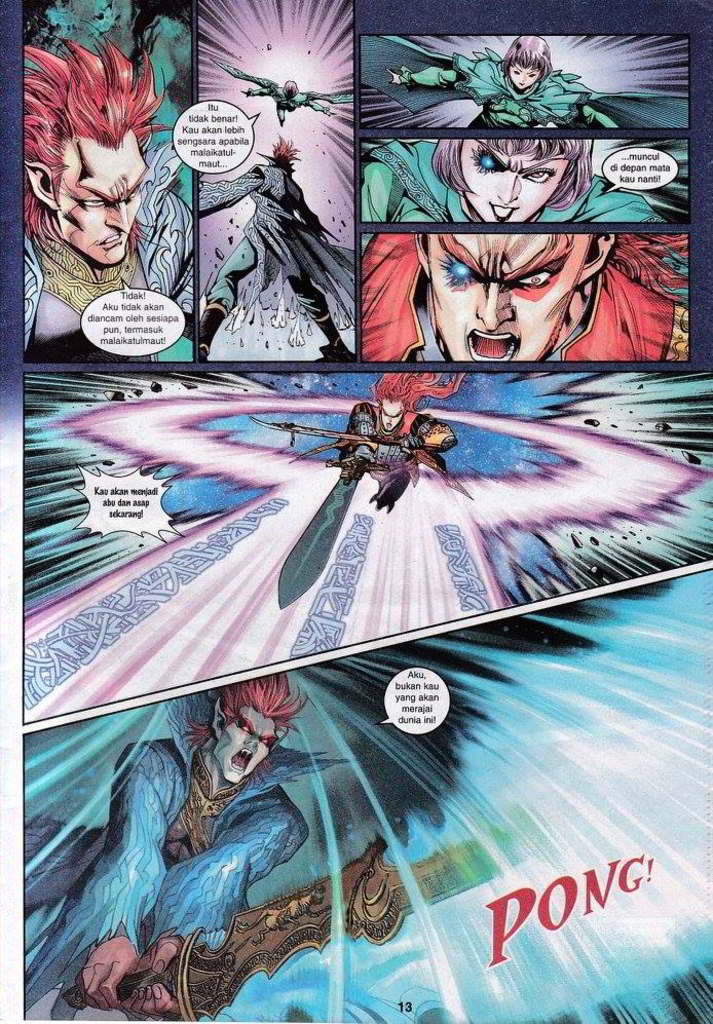 Tidak!
Aku tidak akan
diancam oleh sesiapa
pun, termasuk
malaikatulmaut!
Itu
tidak benar!
Kau akan lebih
sengsara apabila
malaikatul-
maut...
...muncul
di depan mata
kau nanti!
Kau akan menjadi
abu dan asap
sekarang!
Aku,
bukan kau
yang akan
merajai
dunia ini!
PONG!
13